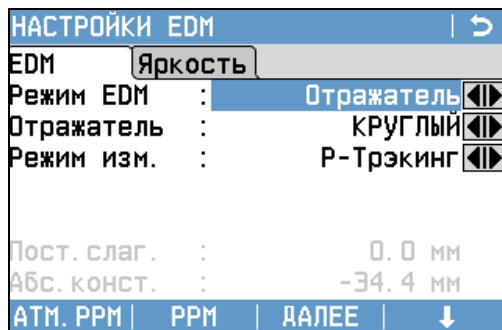 НАСТРОЙКИ EDM
EDM Яркость
Режим EDM : Отражатель
Отражатель : КРУГЛЫЙ
Режим изм. : Р-Трэкинг
Пост. слаг. : 0.0 мм
Абс. конст. : -34.4 мм
АТМ. PPM | PPM | ДАЛЕЕ |